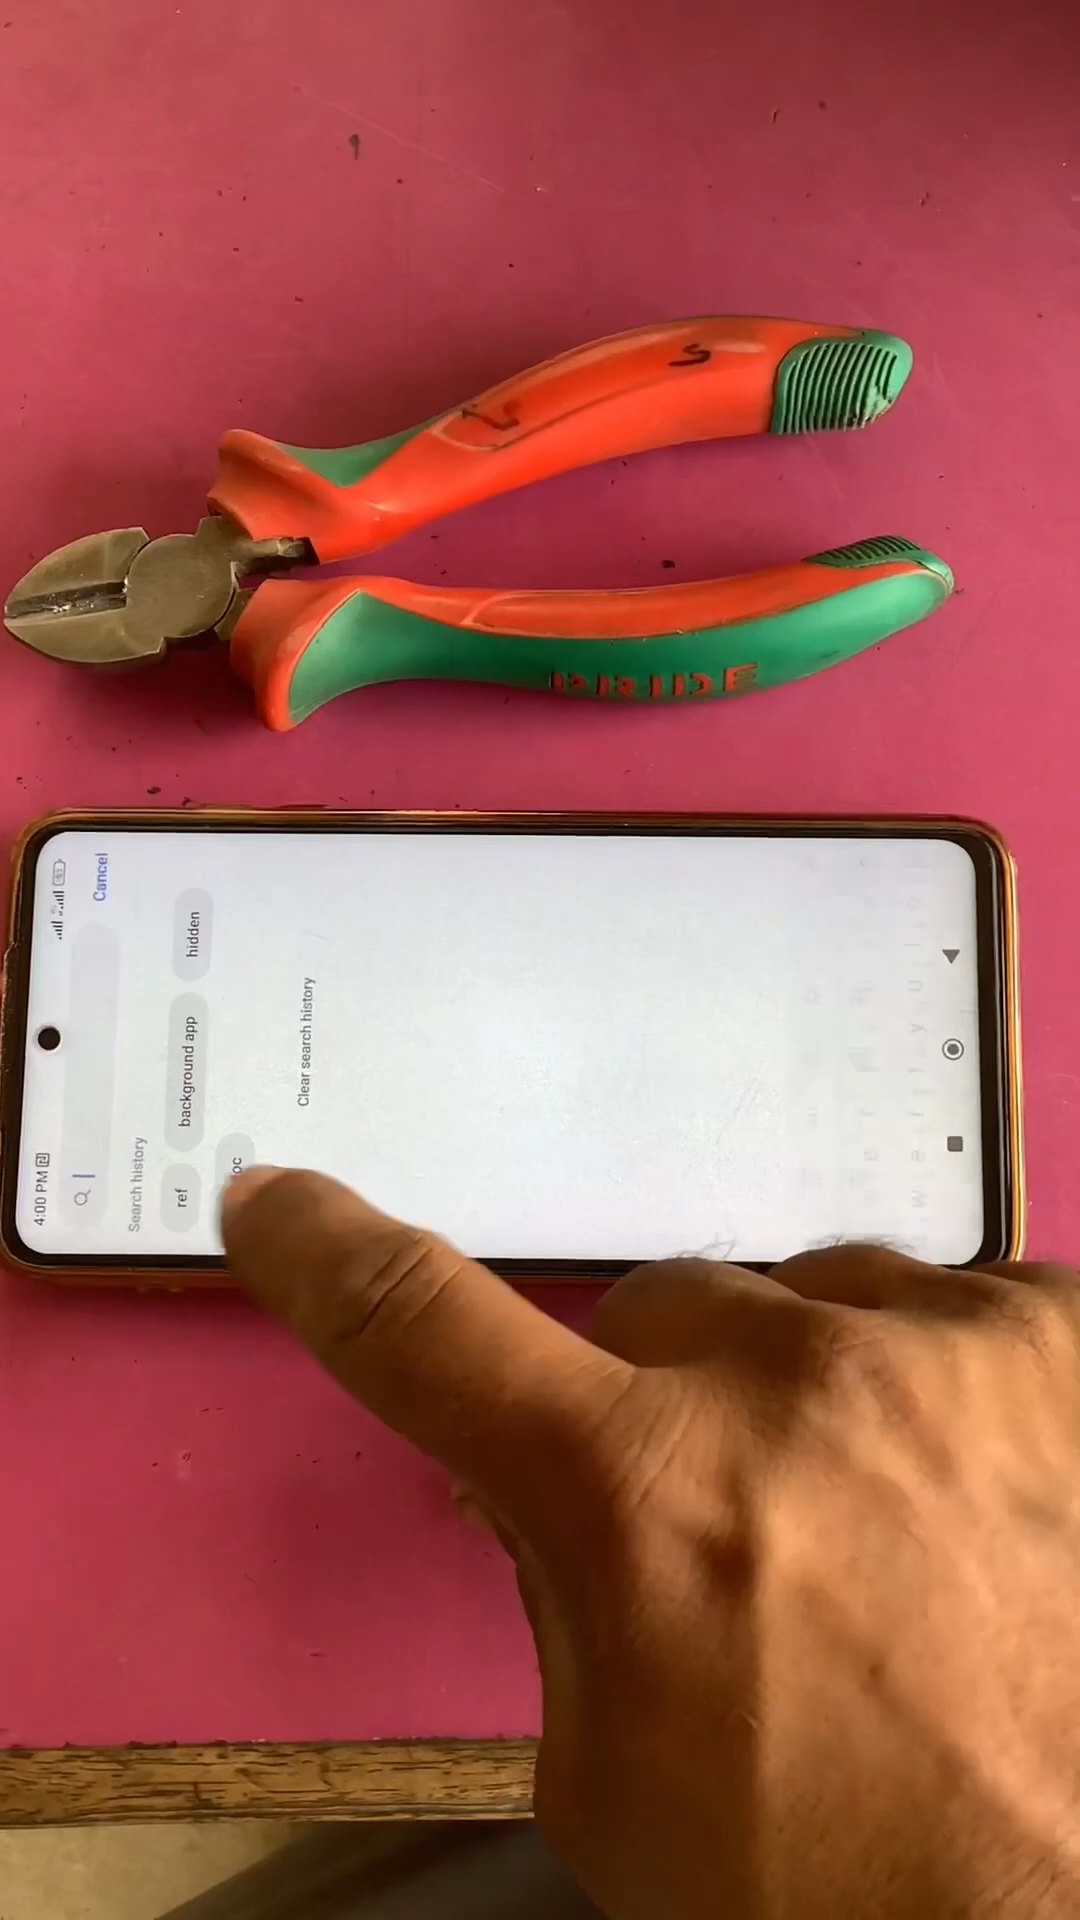 PRIDE
4:00 PM
Cancel
Search history
ref
background app
hidden
Clear search history